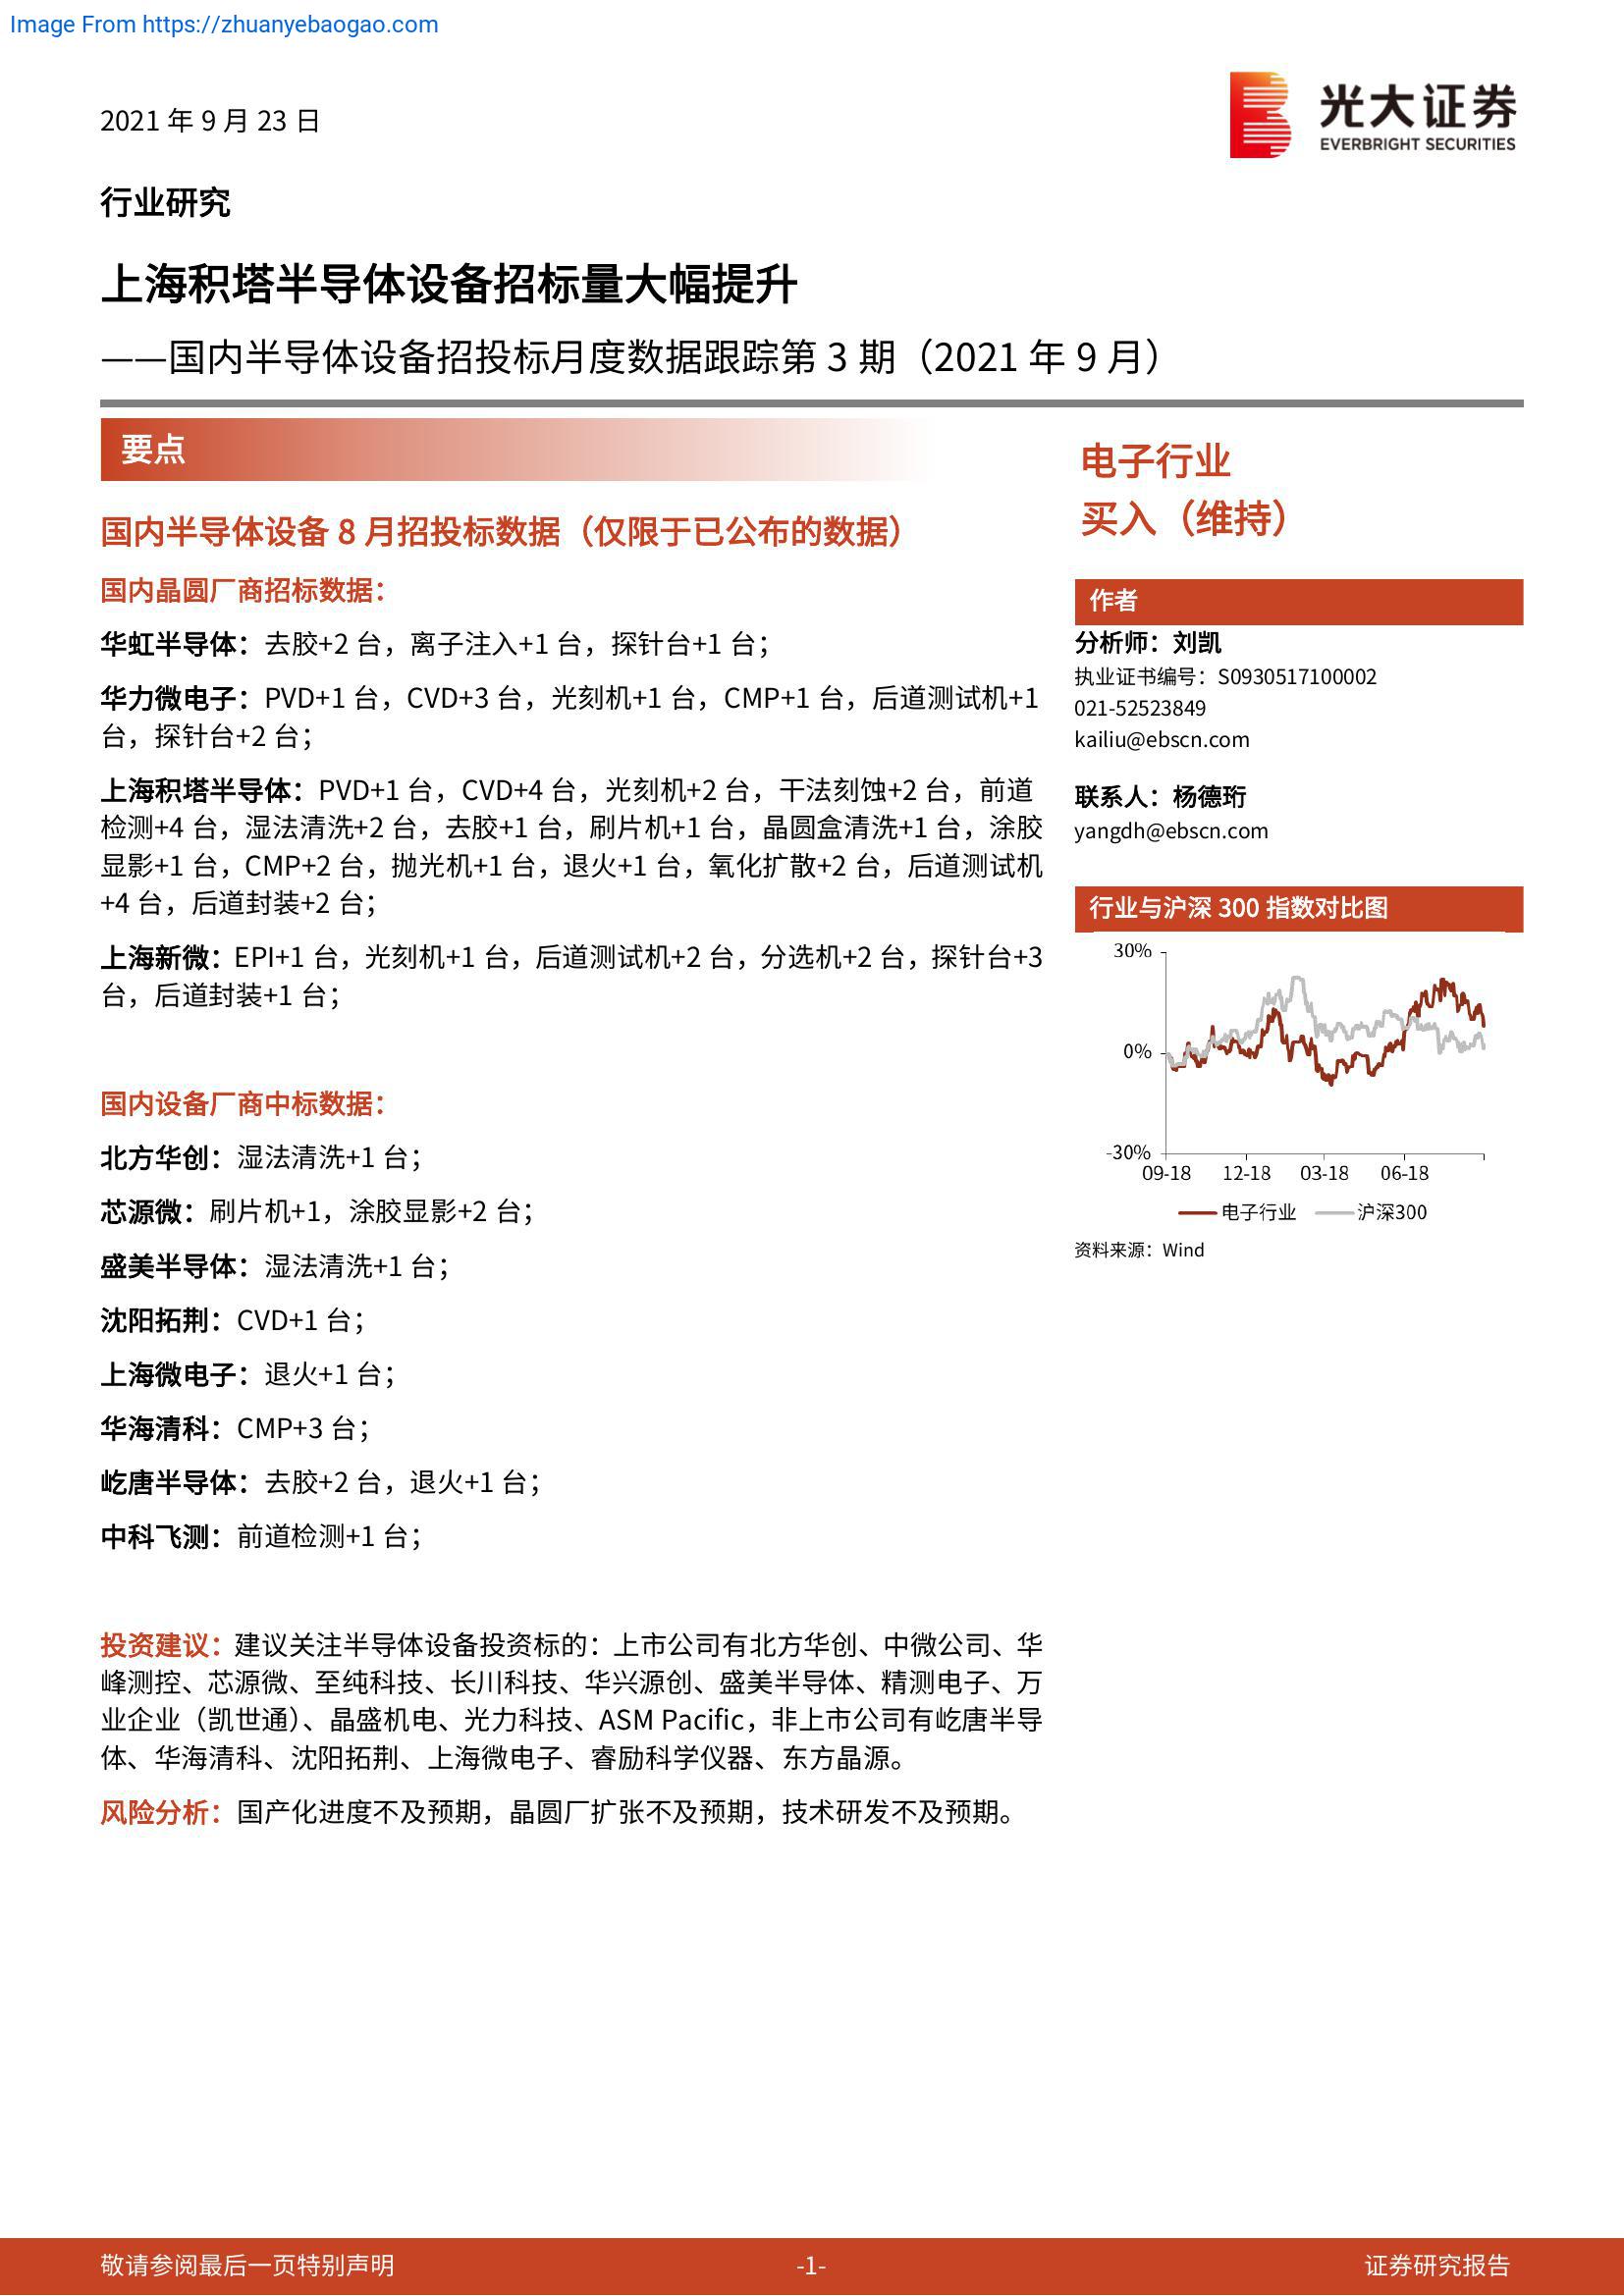 Image From https://zhuanyebaogao.com
2021 年 9 月 23 日
光大证券
EVERBRIGHT SECURITIES
行业研究
上海积塔半导体设备招标量大幅提升
——国内半导体设备招投标月度数据跟踪第 3 期（2021 年 9 月）
要点
国内半导体设备 8 月招投标数据（仅限于已公布的数据）
国内晶圆厂商招标数据：
华虹半导体：去胶+2 台，离子注入+1 台，探针台+1 台；
华力微电子：PVD+1 台，CVD+3 台，光刻机+1 台，CMP+1 台，后道测试机+1
台，探针台+2 台；
上海积塔半导体：PVD+1 台，CVD+4 台，光刻机+2 台，干法刻蚀+2 台，前道
检测+4 台，湿法清洗+2 台，去胶+1 台，刷片机+1 台，晶圆盒清洗+1 台，涂胶
显影+1 台，CMP+2 台，抛光机+1 台，退火+1 台，氧化扩散+2 台，后道测试机
+4 台，后道封装+2 台；
上海新微：EPI+1 台，光刻机+1 台，后道测试机+2 台，分选机+2 台，探针台+3
台，后道封装+1 台；
国内设备厂商中标数据：
北方华创：湿法清洗+1 台；
芯源微：刷片机+1，涂胶显影+2 台；
盛美半导体：湿法清洗+1 台；
沈阳拓荆：CVD+1 台；
上海微电子：退火+1 台；
华海清科：CMP+3 台；
屹唐半导体：去胶+2 台，退火+1 台；
中科飞测：前道检测+1 台；
投资建议：建议关注半导体设备投资标的：上市公司有北方华创、中微公司、华
峰测控、芯源微、至纯科技、长川科技、华兴源创、盛美半导体、精测电子、万
业企业（凯世通）、晶盛机电、光力科技、ASM Pacific，非上市公司有屹唐半导
体、华海清科、沈阳拓荆、上海微电子、睿励科学仪器、东方晶源。
风险分析：国产化进度不及预期，晶圆厂扩张不及预期，技术研发不及预期。
电子行业
买入（维持）
作者
分析师：刘凯
执业证书编号：S0930517100002
021-52523849
kailiu@ebscn.com
联系人：杨德珩
yangdh@ebscn.com
行业与沪深 300 指数对比图
30%
0%
-30%
09-18 12-18 03-18 06-18
电子行业 沪深300
资料来源：Wind
敬请参阅最后一页特别声明 -1- 证券研究报告